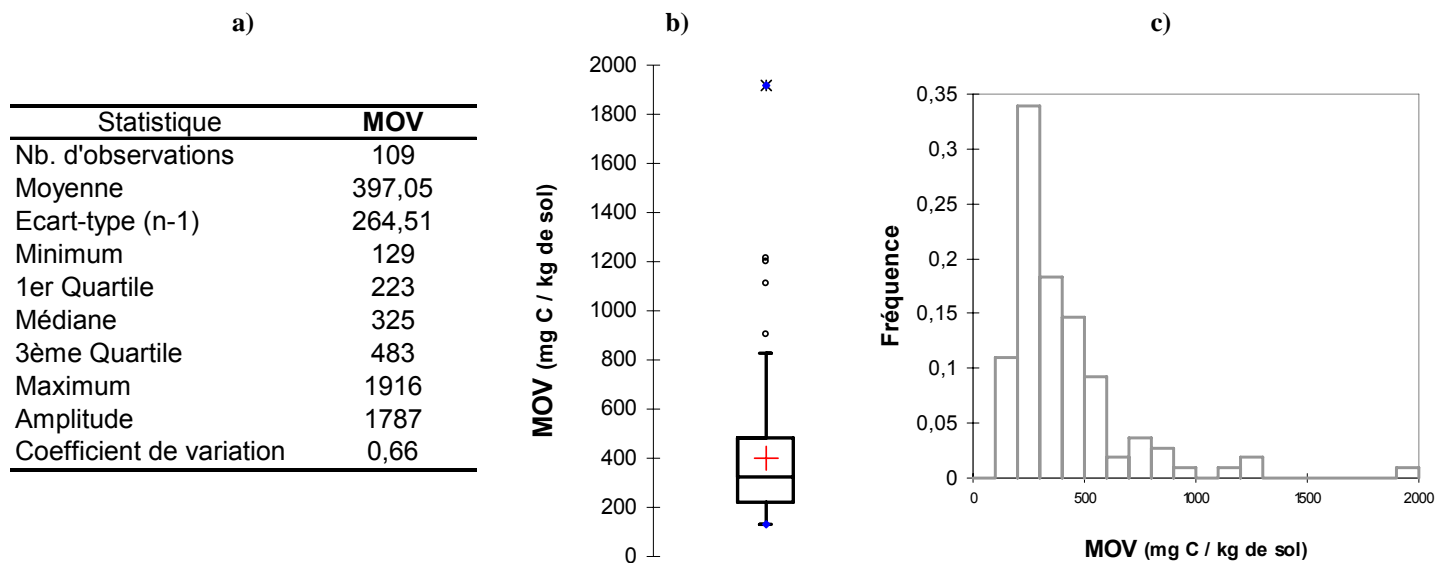 a)
Statistique MOV
Nb. d'observations 109
Moyenne 397,05
Ecart-type (n-1) 264,51
Minimum 129
1er Quartile 223
Médiane 325
3ème Quartile 483
Maximum 1916
Amplitude 1787
Coefficient de variation 0,66
b)
MOV (mg C / kg de sol)
2000
1800
1600
1400
1200
1000
800
600
400
200
0
c)
Fréquence
0,35
0,3
0,25
0,2
0,15
0,1
0,05
0
0 500 1000 1500 2000
MOV (mg C / kg de sol)